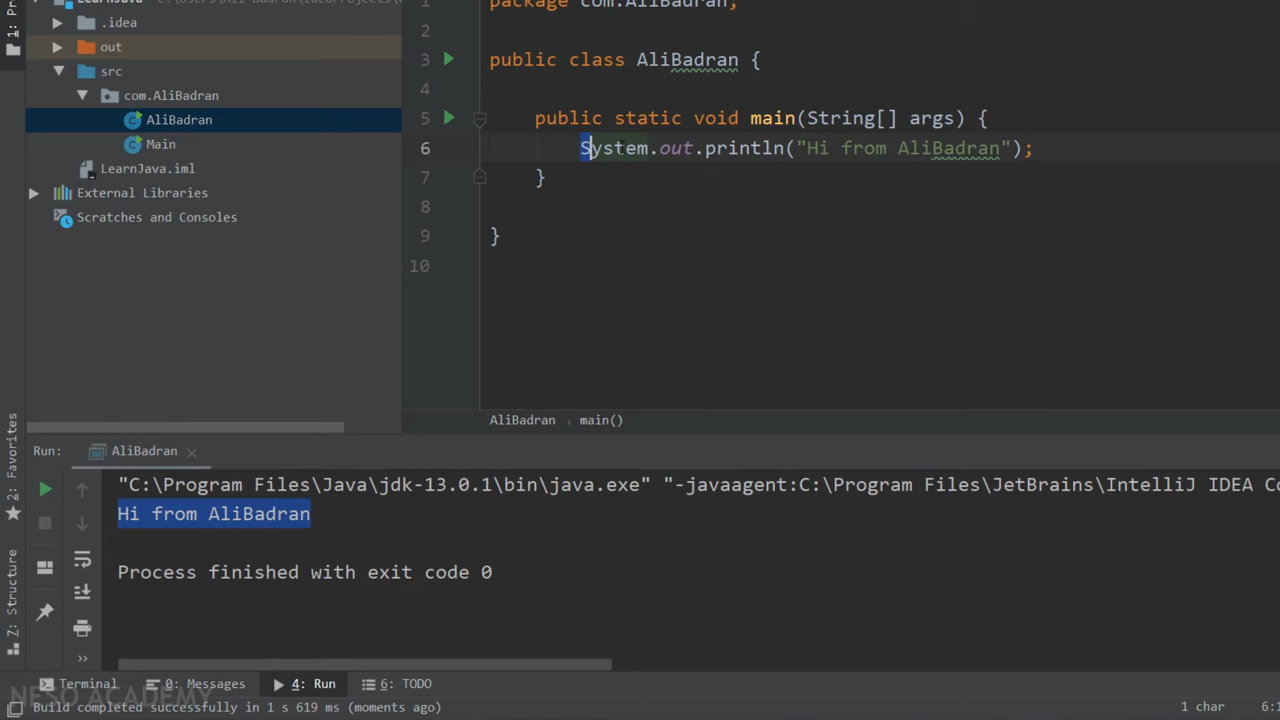 1: Pr
LearnJava
.idea
out
src
com.AliBadran
AliBadran
Main
LearnJava.iml
External Libraries
Scratches and Consoles
1 package com.AliBadran;
2
3 public class AliBadran {
4
5 public static void main(String[] args) {
6 System.out.println("Hi from AliBadran");
7 }
8
9 }
10
AliBadran › main()
2: Favorites
Z: Structure
Run: AliBadran
"C:\Program Files\Java\jdk-13.0.1\bin\java.exe" "-javaagent:C:\Program Files\JetBrains\IntelliJ IDEA Co
Hi from AliBadran
Process finished with exit code 0
Terminal 0: Messages 4: Run 6: TODO
NESO ACADEMY
Build completed successfully in 1 s 619 ms (moments ago) 1 char 6:1